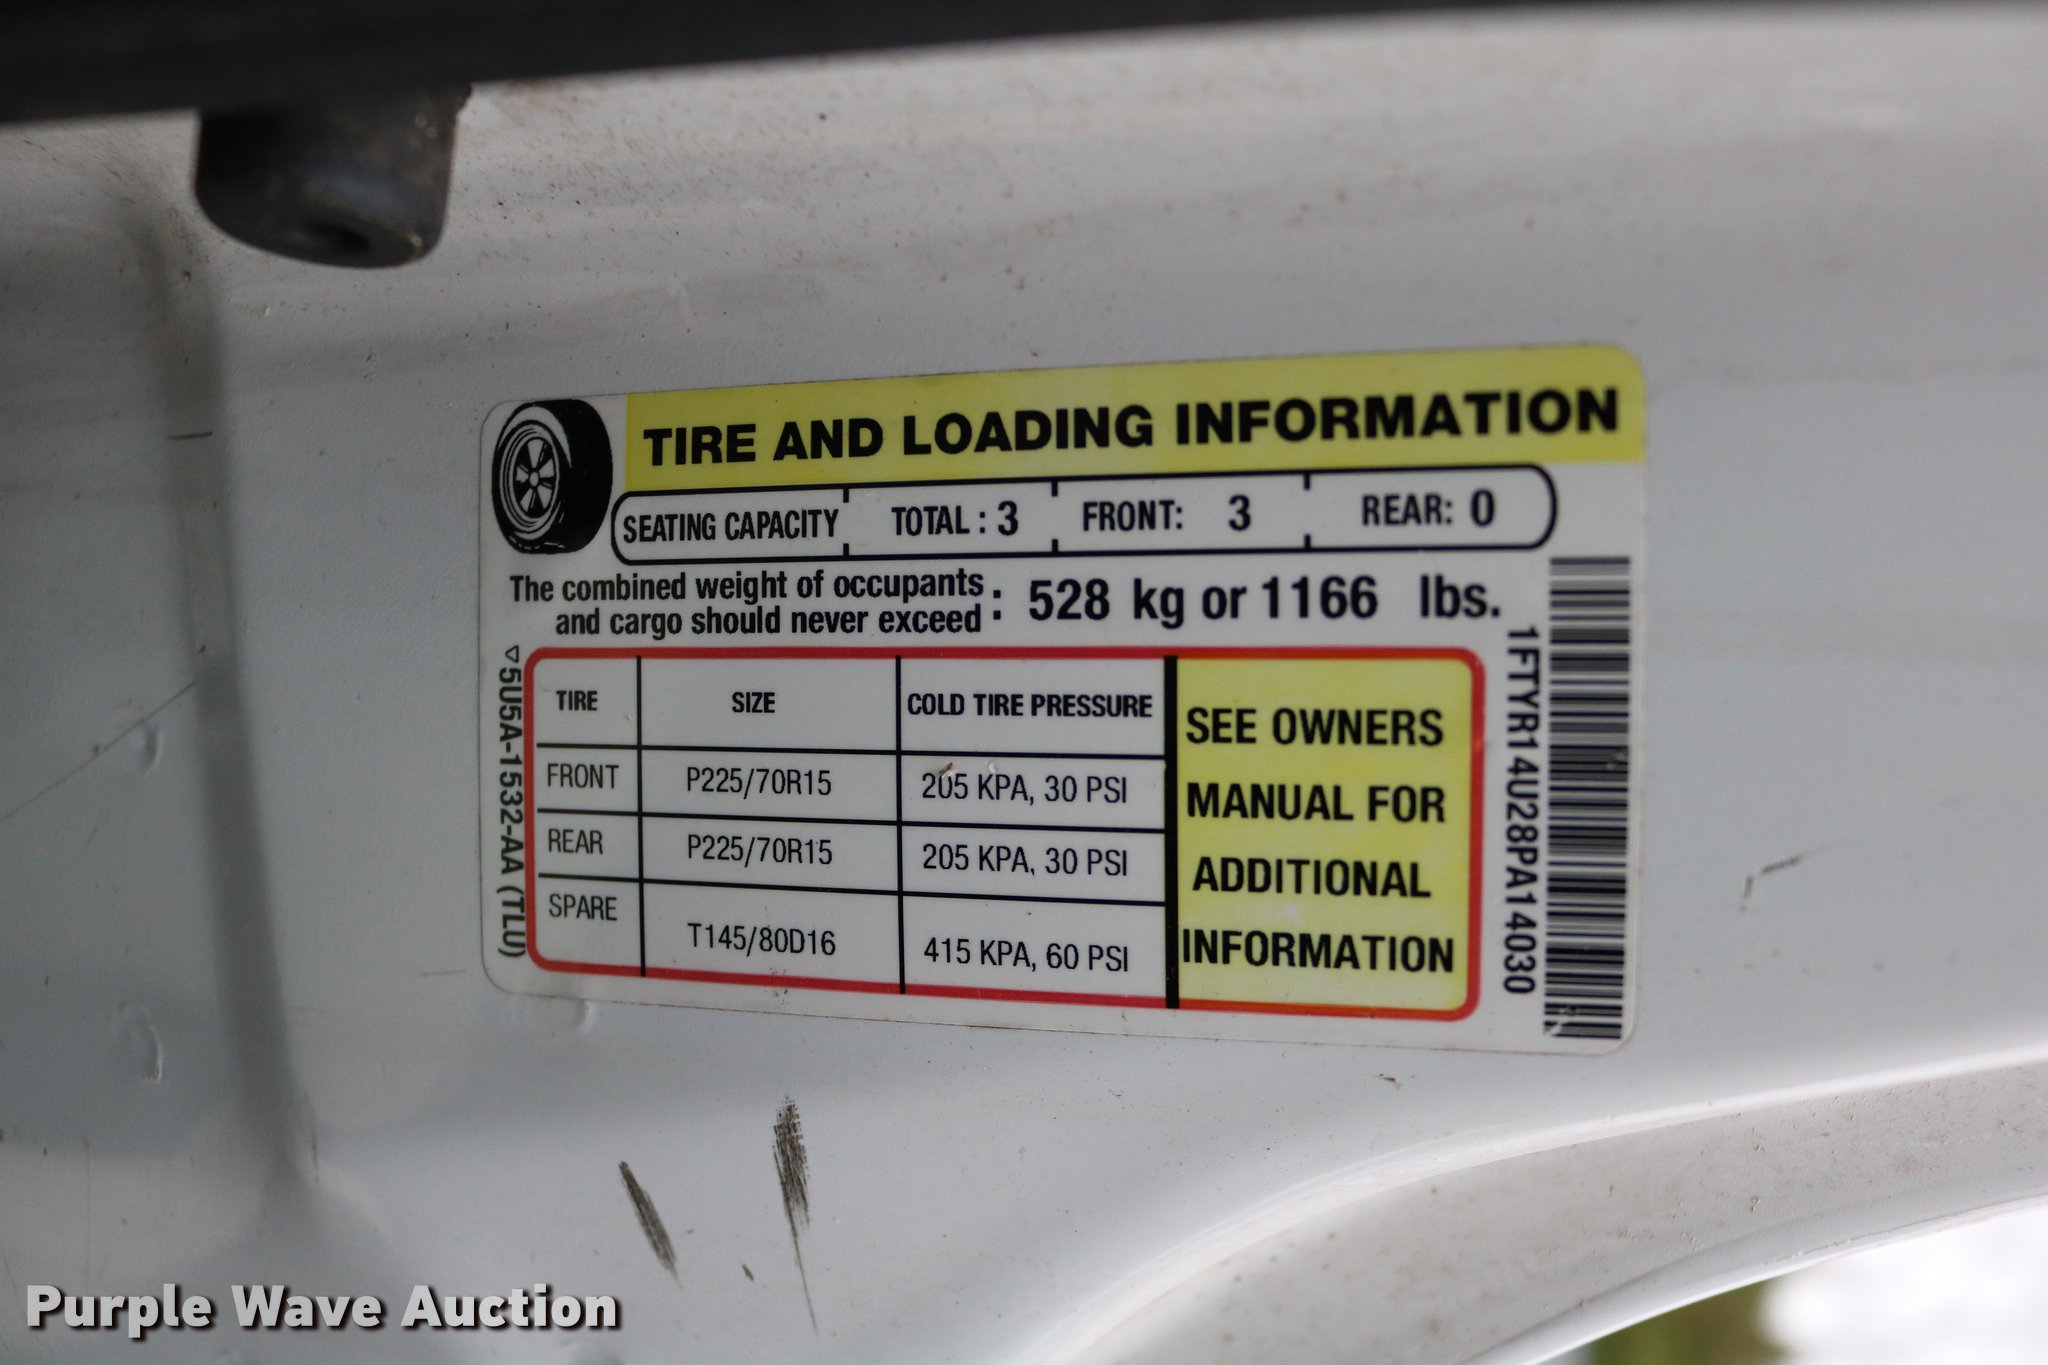 TIRE AND LOADING INFORMATION
SEATING CAPACITY TOTAL : 3 FRONT: 3 REAR: 0
The combined weight of occupants
and cargo should never exceed : 528 kg or 1166 lbs.
TIRE SIZE COLD TIRE PRESSURE
FRONT P225/70R15 205 KPA, 30 PSI
REAR P225/70R15 205 KPA, 30 PSI
SPARE T145/80D16 415 KPA, 60 PSI
SEE OWNERS
MANUAL FOR
ADDITIONAL
INFORMATION
5U5A-1532-AA (TLU)
1FTYR14U28PA14030
Purple Wave Auction